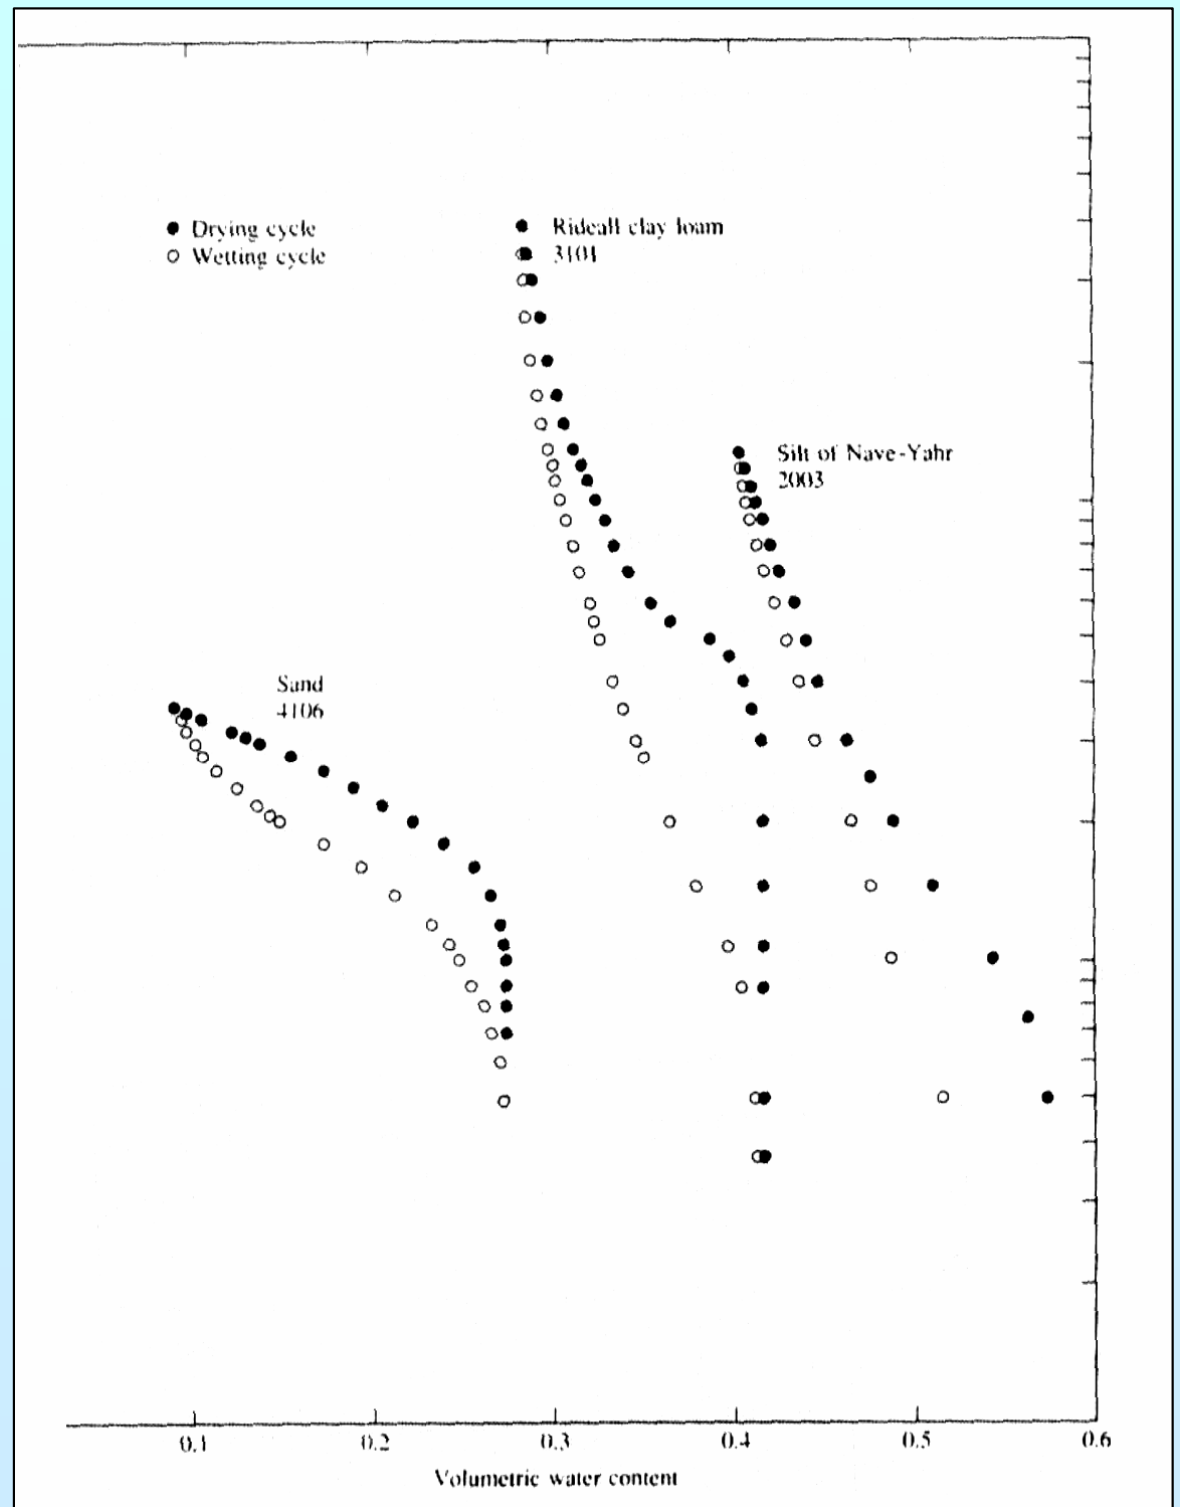 Drying cycle
Wetting cycle
Rideall clay loam
3101
Silt of Nave-Yahr
2003
Sand
4106
0.1 0.2 0.3 0.4 0.5 0.6
Volumetric water content